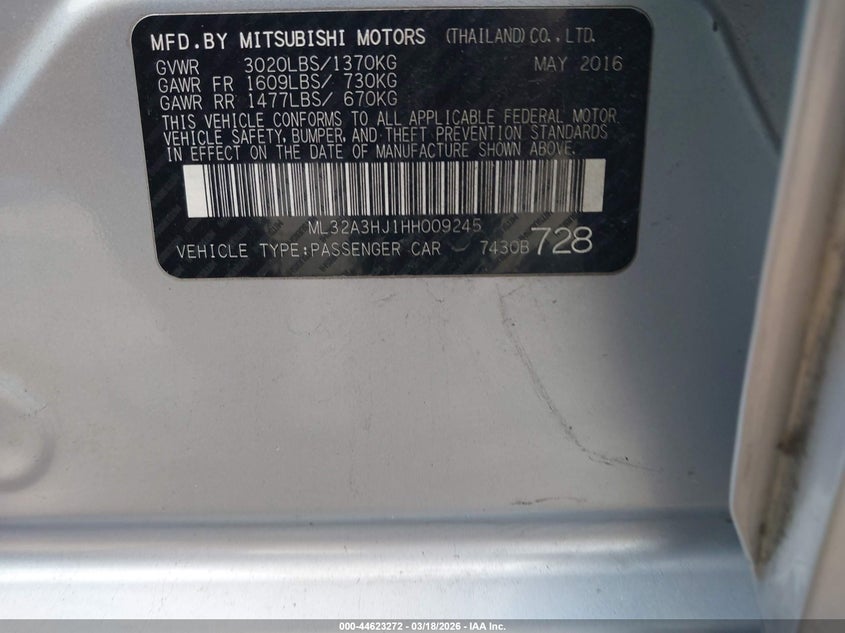 MFD.BY MITSUBISHI MOTORS (THAILAND) CO., LTD.
GVWR 3020LBS/1370KG MAY 2016
GAWR FR 1609LBS/ 730KG
GAWR RR 1477LBS/ 670KG
THIS VEHICLE CONFORMS TO ALL APPLICABLE FEDERAL MOTOR
VEHICLE SAFETY, BUMPER, AND THEFT PREVENTION STANDARDS
IN EFFECT ON THE DATE OF MANUFACTURE SHOWN ABOVE.
ML32A3HJ1HH009245
VEHICLE TYPE:PASSENGER CAR 7430B 728
000-44623272 — 03/18/2026 — IAA Inc.